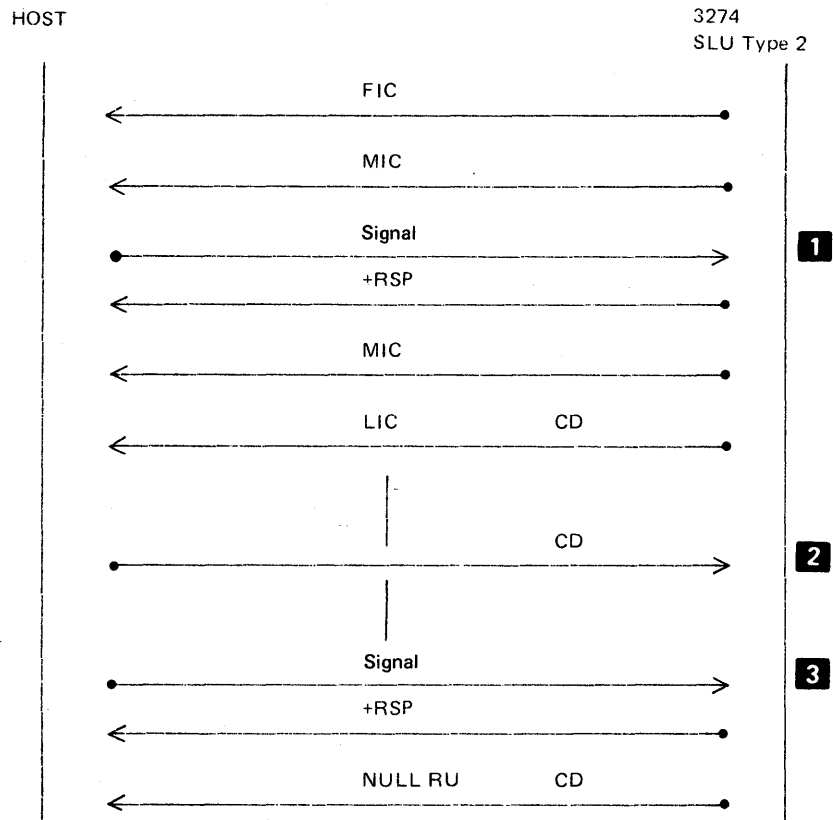 HOST
3274
SLU Type 2
FIC
MIC
Signal
1
+RSP
MIC
LIC CD
CD
2
Signal
3
+RSP
NULL RU CD